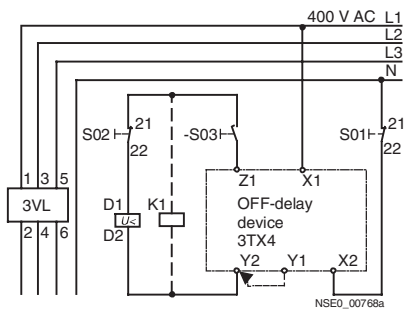 400 V AC L1
L2
L3
N
S02 21
22
-S03
S01 21
22
1 3 5
3VL
2 4 6
D1
U<
D2
K1
Z1 X1
OFF-delay
device
3TX4
Y2 Y1 X2
NSE0_00768a